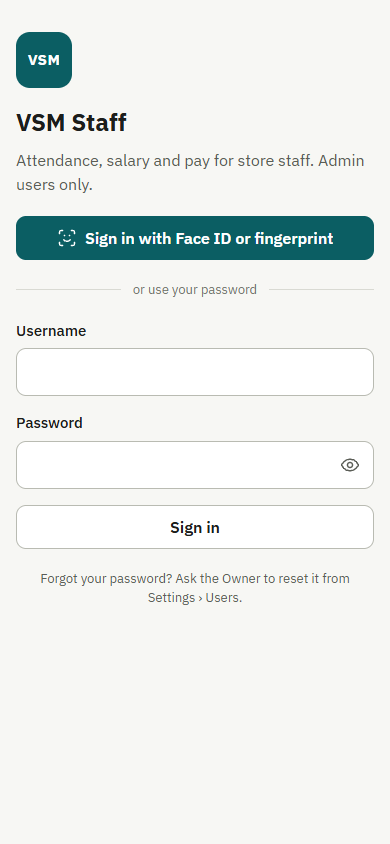 VSM
VSM Staff
Attendance, salary and pay for store staff. Admin
users only.
Sign in with Face ID or fingerprint
or use your password
Username
Password
Sign in
Forgot your password? Ask the Owner to reset it from
Settings › Users.